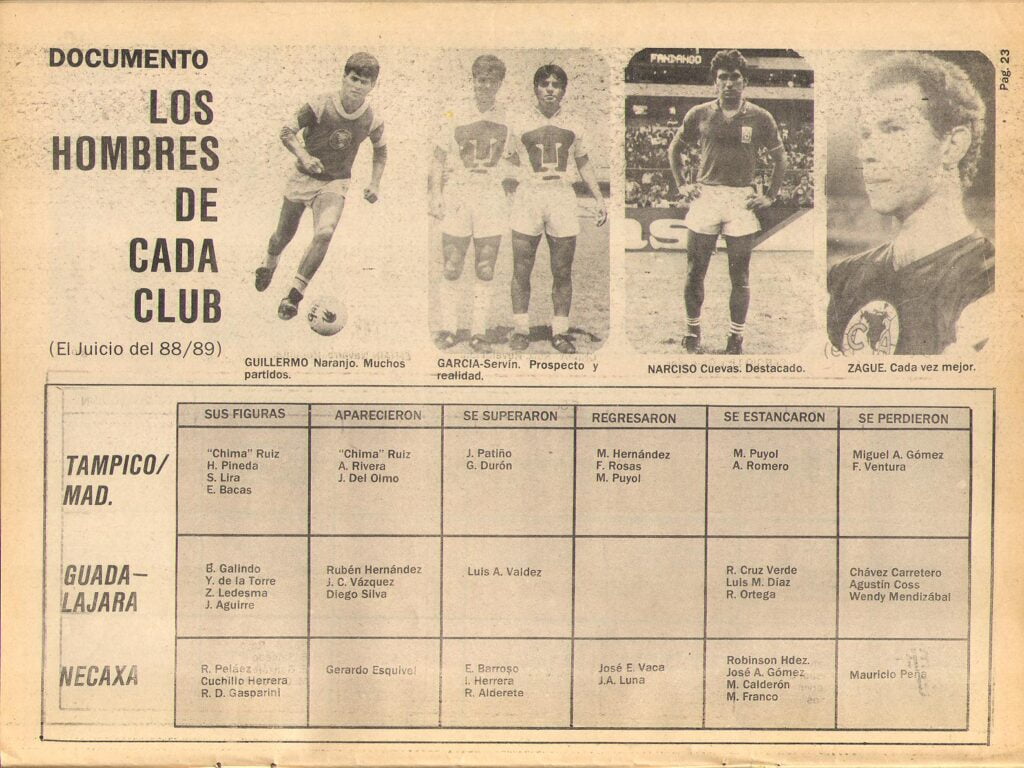 DOCUMENTO
LOS
HOMBRES
DE
CADA
CLUB
(El Juicio del 88/89)
Pág. 23
FANDANGO
GUILLERMO Naranjo. Muchos
partidos.
GARCIA-Servín. Prospecto y
realidad.
NARCISO Cuevas. Destacado.
ZAGUE. Cada vez mejor.
SUS FIGURAS
APARECIERON
SE SUPERARON
REGRESARON
SE ESTANCARON
SE PERDIERON
TAMPICO/
MAD.
"Chima" Ruiz
H. Pineda
S. Lira
E. Bacas
"Chima" Ruiz
A. Rivera
J. Del Olmo
J. Patiño
G. Durón
M. Hernández
F. Rosas
M. Puyol
M. Puyol
A. Romero
Miguel A. Gómez
F. Ventura
GUADA-
LAJARA
B. Galindo
Y. de la Torre
Z. Ledesma
J. Aguirre
Rubén Hernández
J. C. Vázquez
Diego Silva
Luis A. Valdez
R. Cruz Verde
Luis M. Díaz
R. Ortega
Chávez Carretero
Agustín Coss
Wendy Mendizábal
NECAXA
R. Peláez
Cuchillo Herrera
R. D. Gasparini
Gerardo Esquivel
E. Barroso
I. Herrera
R. Alderete
José E. Vaca
J.A. Luna
Robinson Hdez.
José A. Gómez
M. Calderón
M. Franco
Mauricio Peña